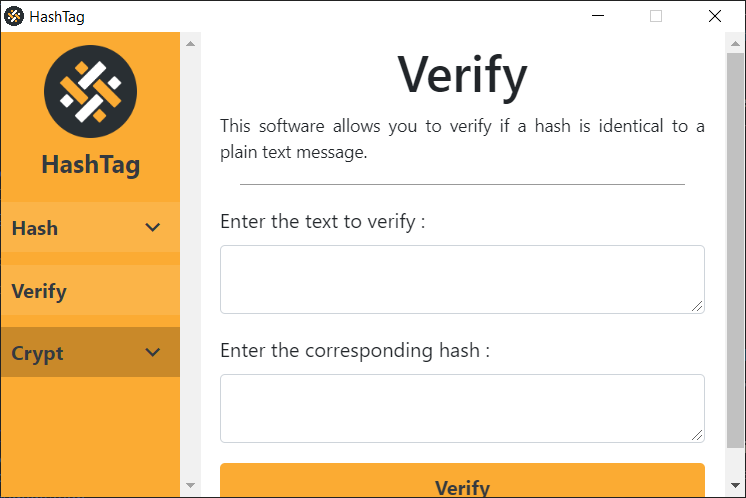 HashTag
HashTag
Hash
Verify
Crypt
Verify
This software allows you to verify if a hash is identical to a
plain text message.
Enter the text to verify :
Enter the corresponding hash :
Verify